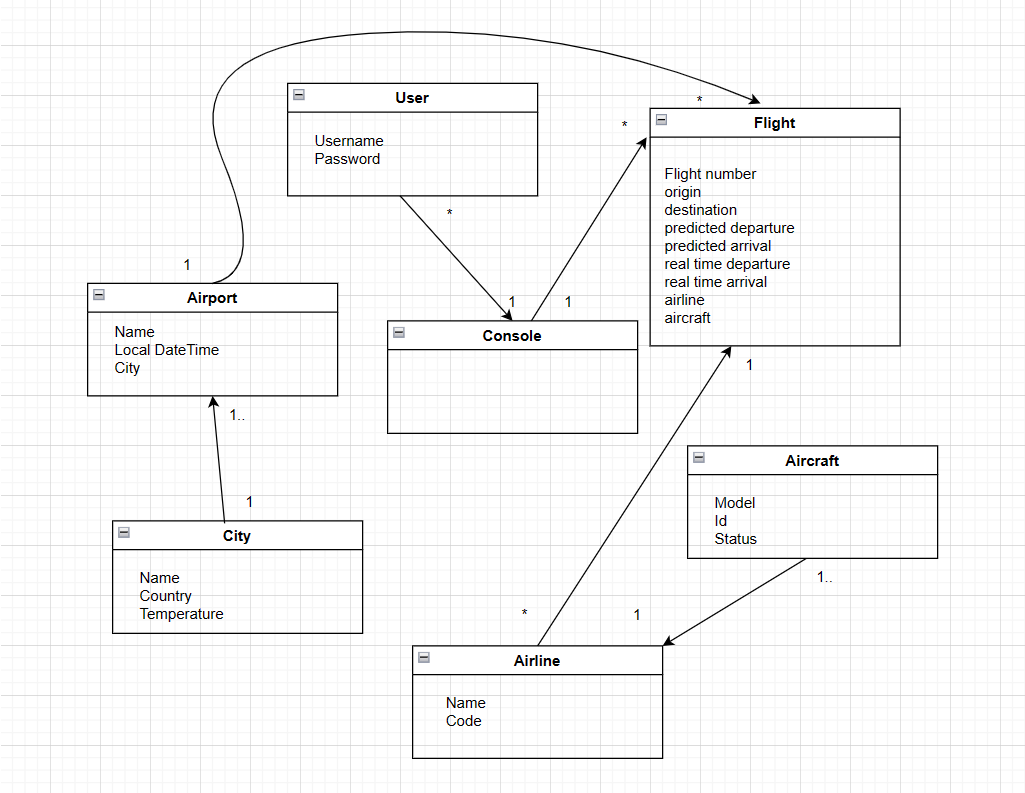 User
Username
Password
*
*
*
Flight
Flight number
origin
destination
predicted departure
predicted arrival
real time departure
real time arrival
airline
aircraft
1
Airport
Name
Local DateTime
City
1
1
Console
1
1..
Aircraft
Model
Id
Status
1
City
Name
Country
Temperature
1..
*
1
Airline
Name
Code